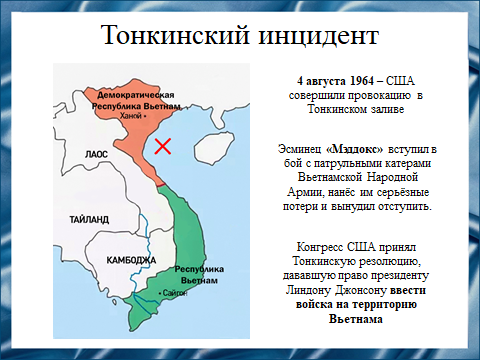 Тонкинский инцидент
Демократическая
Республика Вьетнам
Ханой
ЛАОС
ТАЙЛАНД
КАМБОДЖА
Республика
Вьетнам
Сайгон
4 августа 1964 – США
совершили провокацию в
Тонкинском заливе
Эсминец «Мэддокс» вступил в
бой с патрульными катерами
Вьетнамской Народной
Армии, нанёс им серьёзные
потери и вынудил отступить.
Конгресс США принял
Тонкинскую резолюцию,
дававшую право президенту
Линдону Джонсону ввести
войска на территорию
Вьетнама